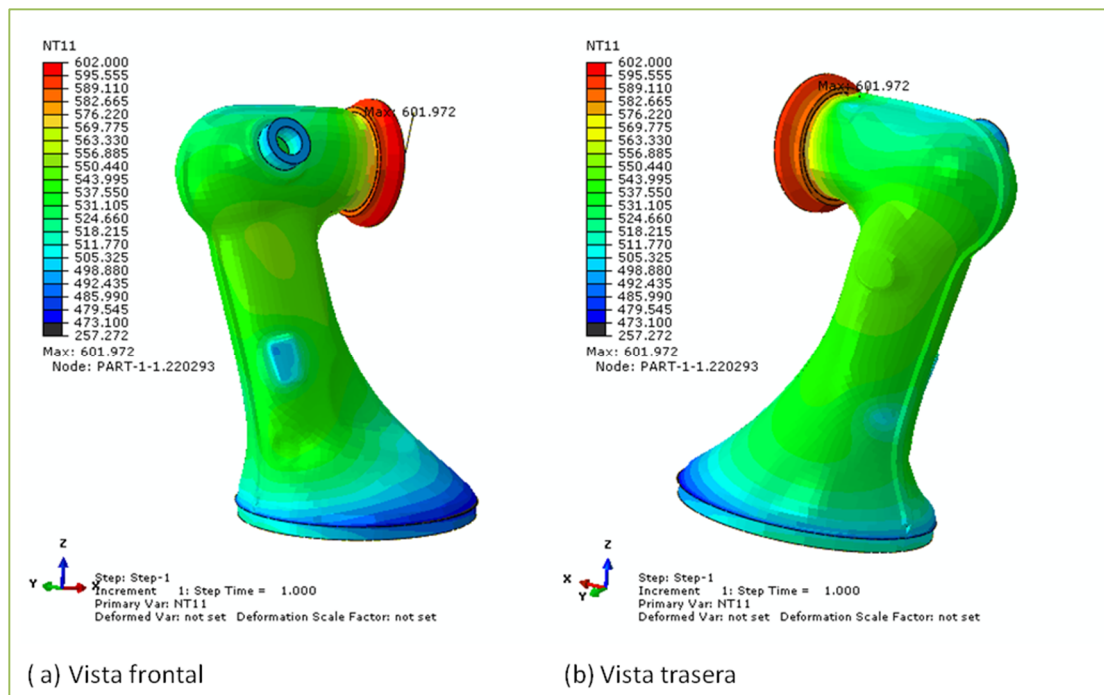 NT11
602.000
595.555
589.110
582.665
576.220
569.775
563.330
556.885
550.440
543.995
537.550
531.105
524.660
518.215
511.770
505.325
498.880
492.435
485.990
479.545
473.100
257.272
Max: 601.972
Node: PART-1-1.220293
Max: 601.972
Z
Y
X
Step: Step-1
Increment 1: Step Time = 1.000
Primary Var: NT11
Deformed Var: not set Deformation Scale Factor: not set
( a) Vista frontal
NT11
602.000
595.555
589.110
582.665
576.220
569.775
563.330
556.885
550.440
543.995
537.550
531.105
524.660
518.215
511.770
505.325
498.880
492.435
485.990
479.545
473.100
257.272
Max: 601.972
Node: PART-1-1.220293
Max: 601.972
Z
X
Y
Step: Step-1
Increment 1: Step Time = 1.000
Primary Var: NT11
Deformed Var: not set Deformation Scale Factor: not set
(b) Vista trasera